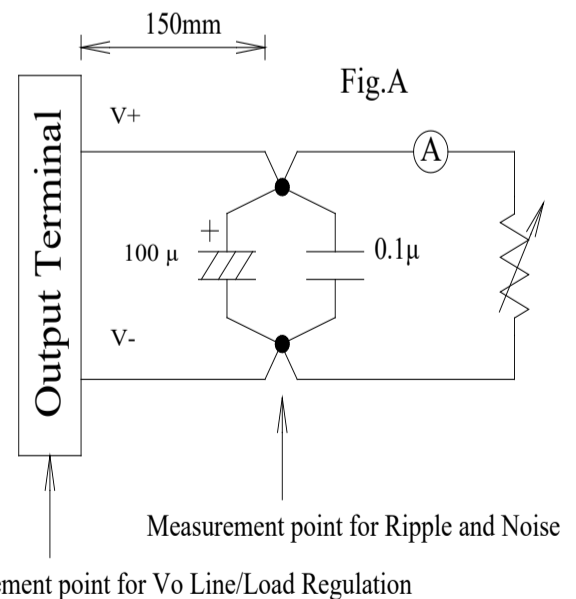 150mm
Fig.A
V+
A
Output Terminal
+
100 μ
0.1μ
V-
Measurement point for Ripple and Noise
point for Vo Line/Load Regulation